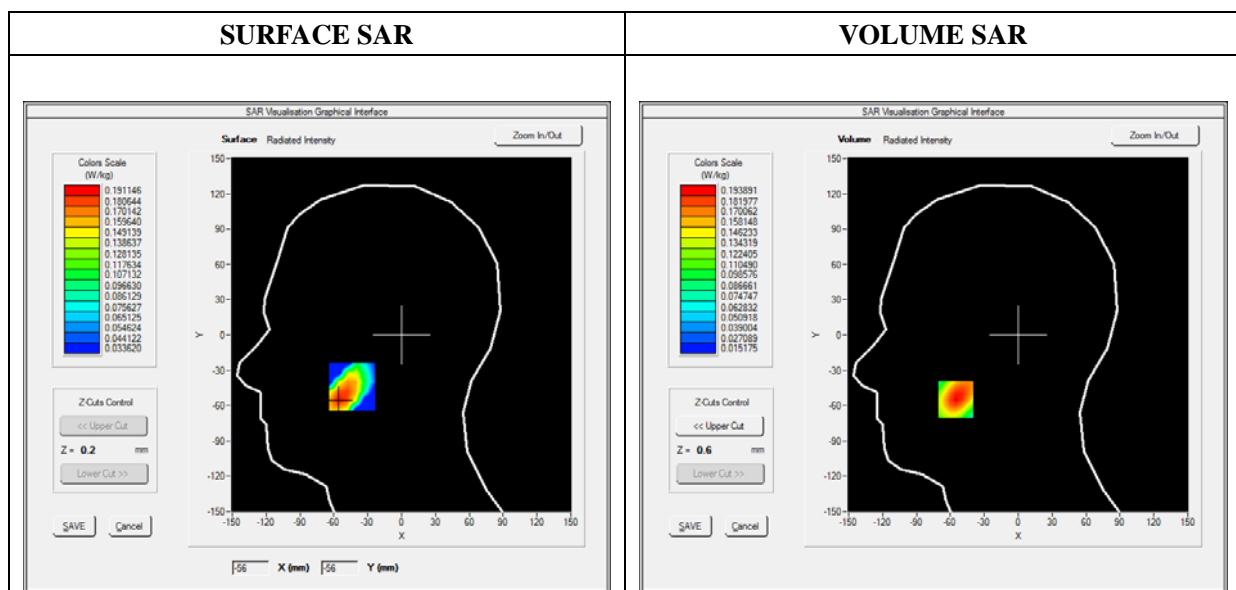 SURFACE SAR
VOLUME SAR
SAR Visualisation Graphical Interface
Surface Radiated Intensity
Zoom In/Out
Colors Scale
(W/kg)
0.191146
0.180644
0.170142
0.159640
0.149139
0.138637
0.128135
0.117634
0.107132
0.096630
0.086129
0.075627
0.065125
0.054624
0.044122
0.033620
Z-Cuts Control
<< Upper Cut
Z = 0.2 mm
Lower Cut >>
SAVE Cancel
150
120
90
60
30
0
-30
-60
-90
-120
-150
Y
-150 -120 -90 -60 -30 0 30 60 90 120 150
X
-56 X (mm) -56 Y (mm)
SAR Visualisation Graphical Interface
Volume Radiated Intensity
Zoom In/Out
Colors Scale
(W/kg)
0.193891
0.181977
0.170062
0.158148
0.146233
0.134319
0.122405
0.110490
0.098576
0.086661
0.074747
0.062832
0.050918
0.039004
0.027089
0.015175
Z-Cuts Control
<< Upper Cut
Z = 0.6 mm
Lower Cut >>
SAVE Cancel
150
120
90
60
30
0
-30
-60
-90
-120
-150
Y
-150 -120 -90 -60 -30 0 30 60 90 120 150
X